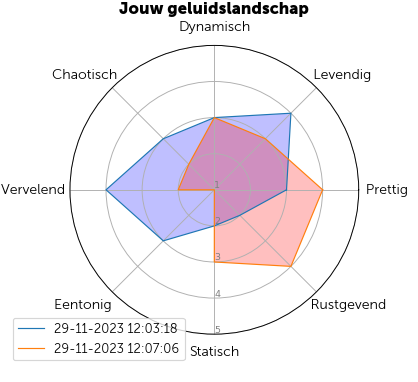 Jouw geluidslandschap
Dynamisch
Chaotisch
Levendig
Vervelend
1
Prettig
2
3
Eentonig
4
Rustgevend
5
29-11-2023 12:03:18
29-11-2023 12:07:06
Statisch